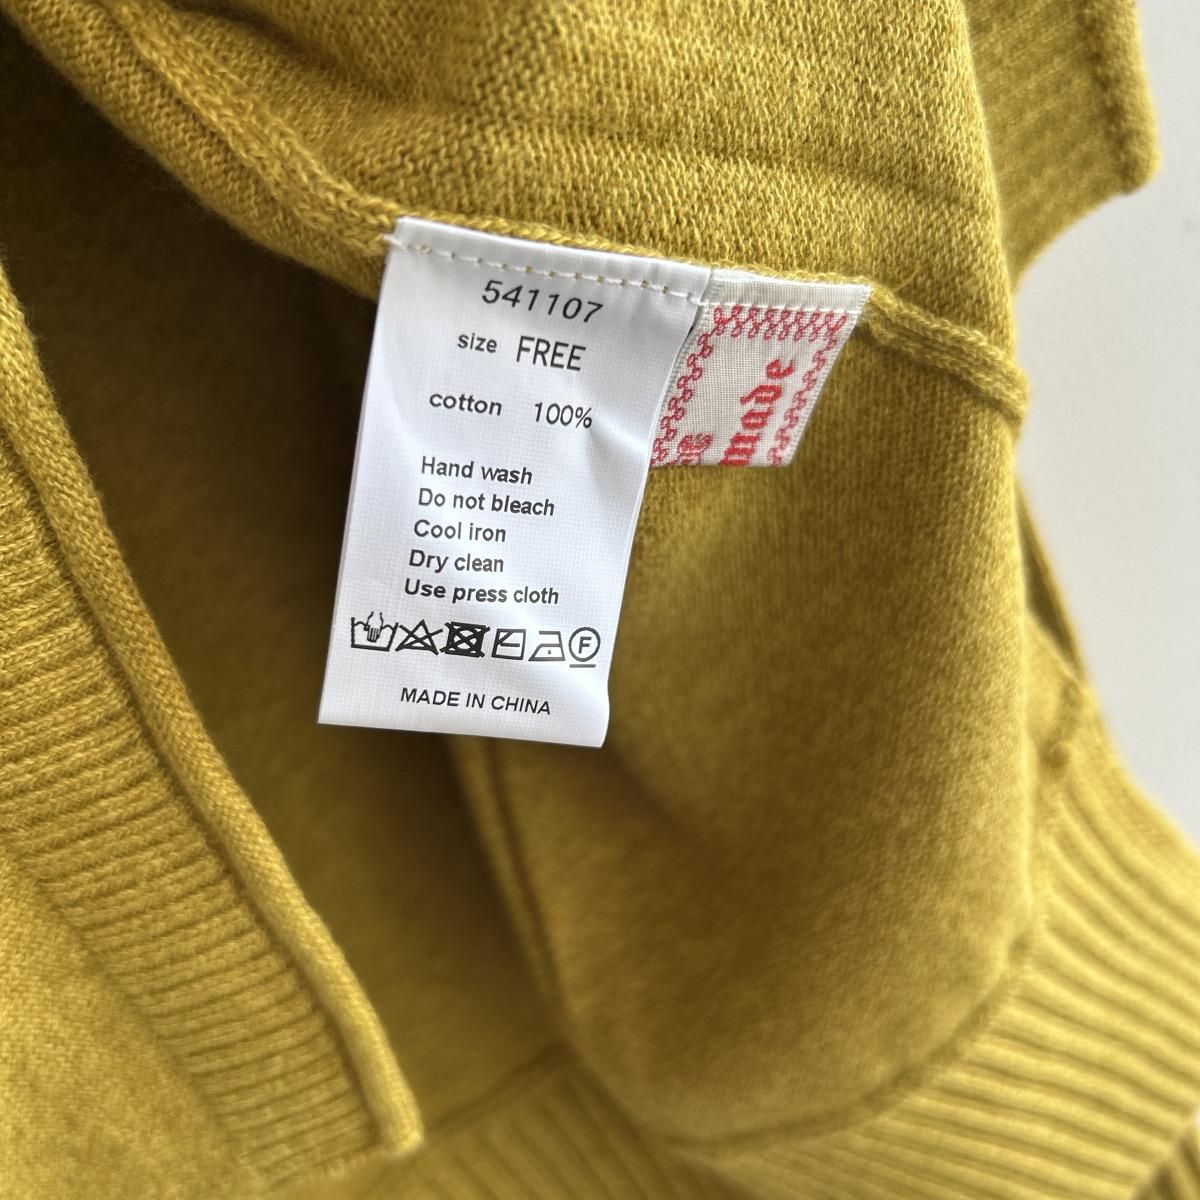 541107
size FREE
cotton 100%
Hand wash
Do not bleach
Cool iron
Dry clean
Use press cloth
F
MADE IN CHINA
made